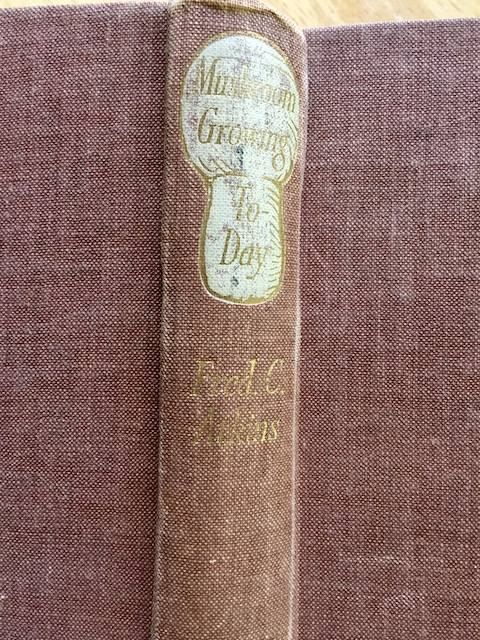 Mushroom
Growing
To-
Day
Fred. C.
Atkins